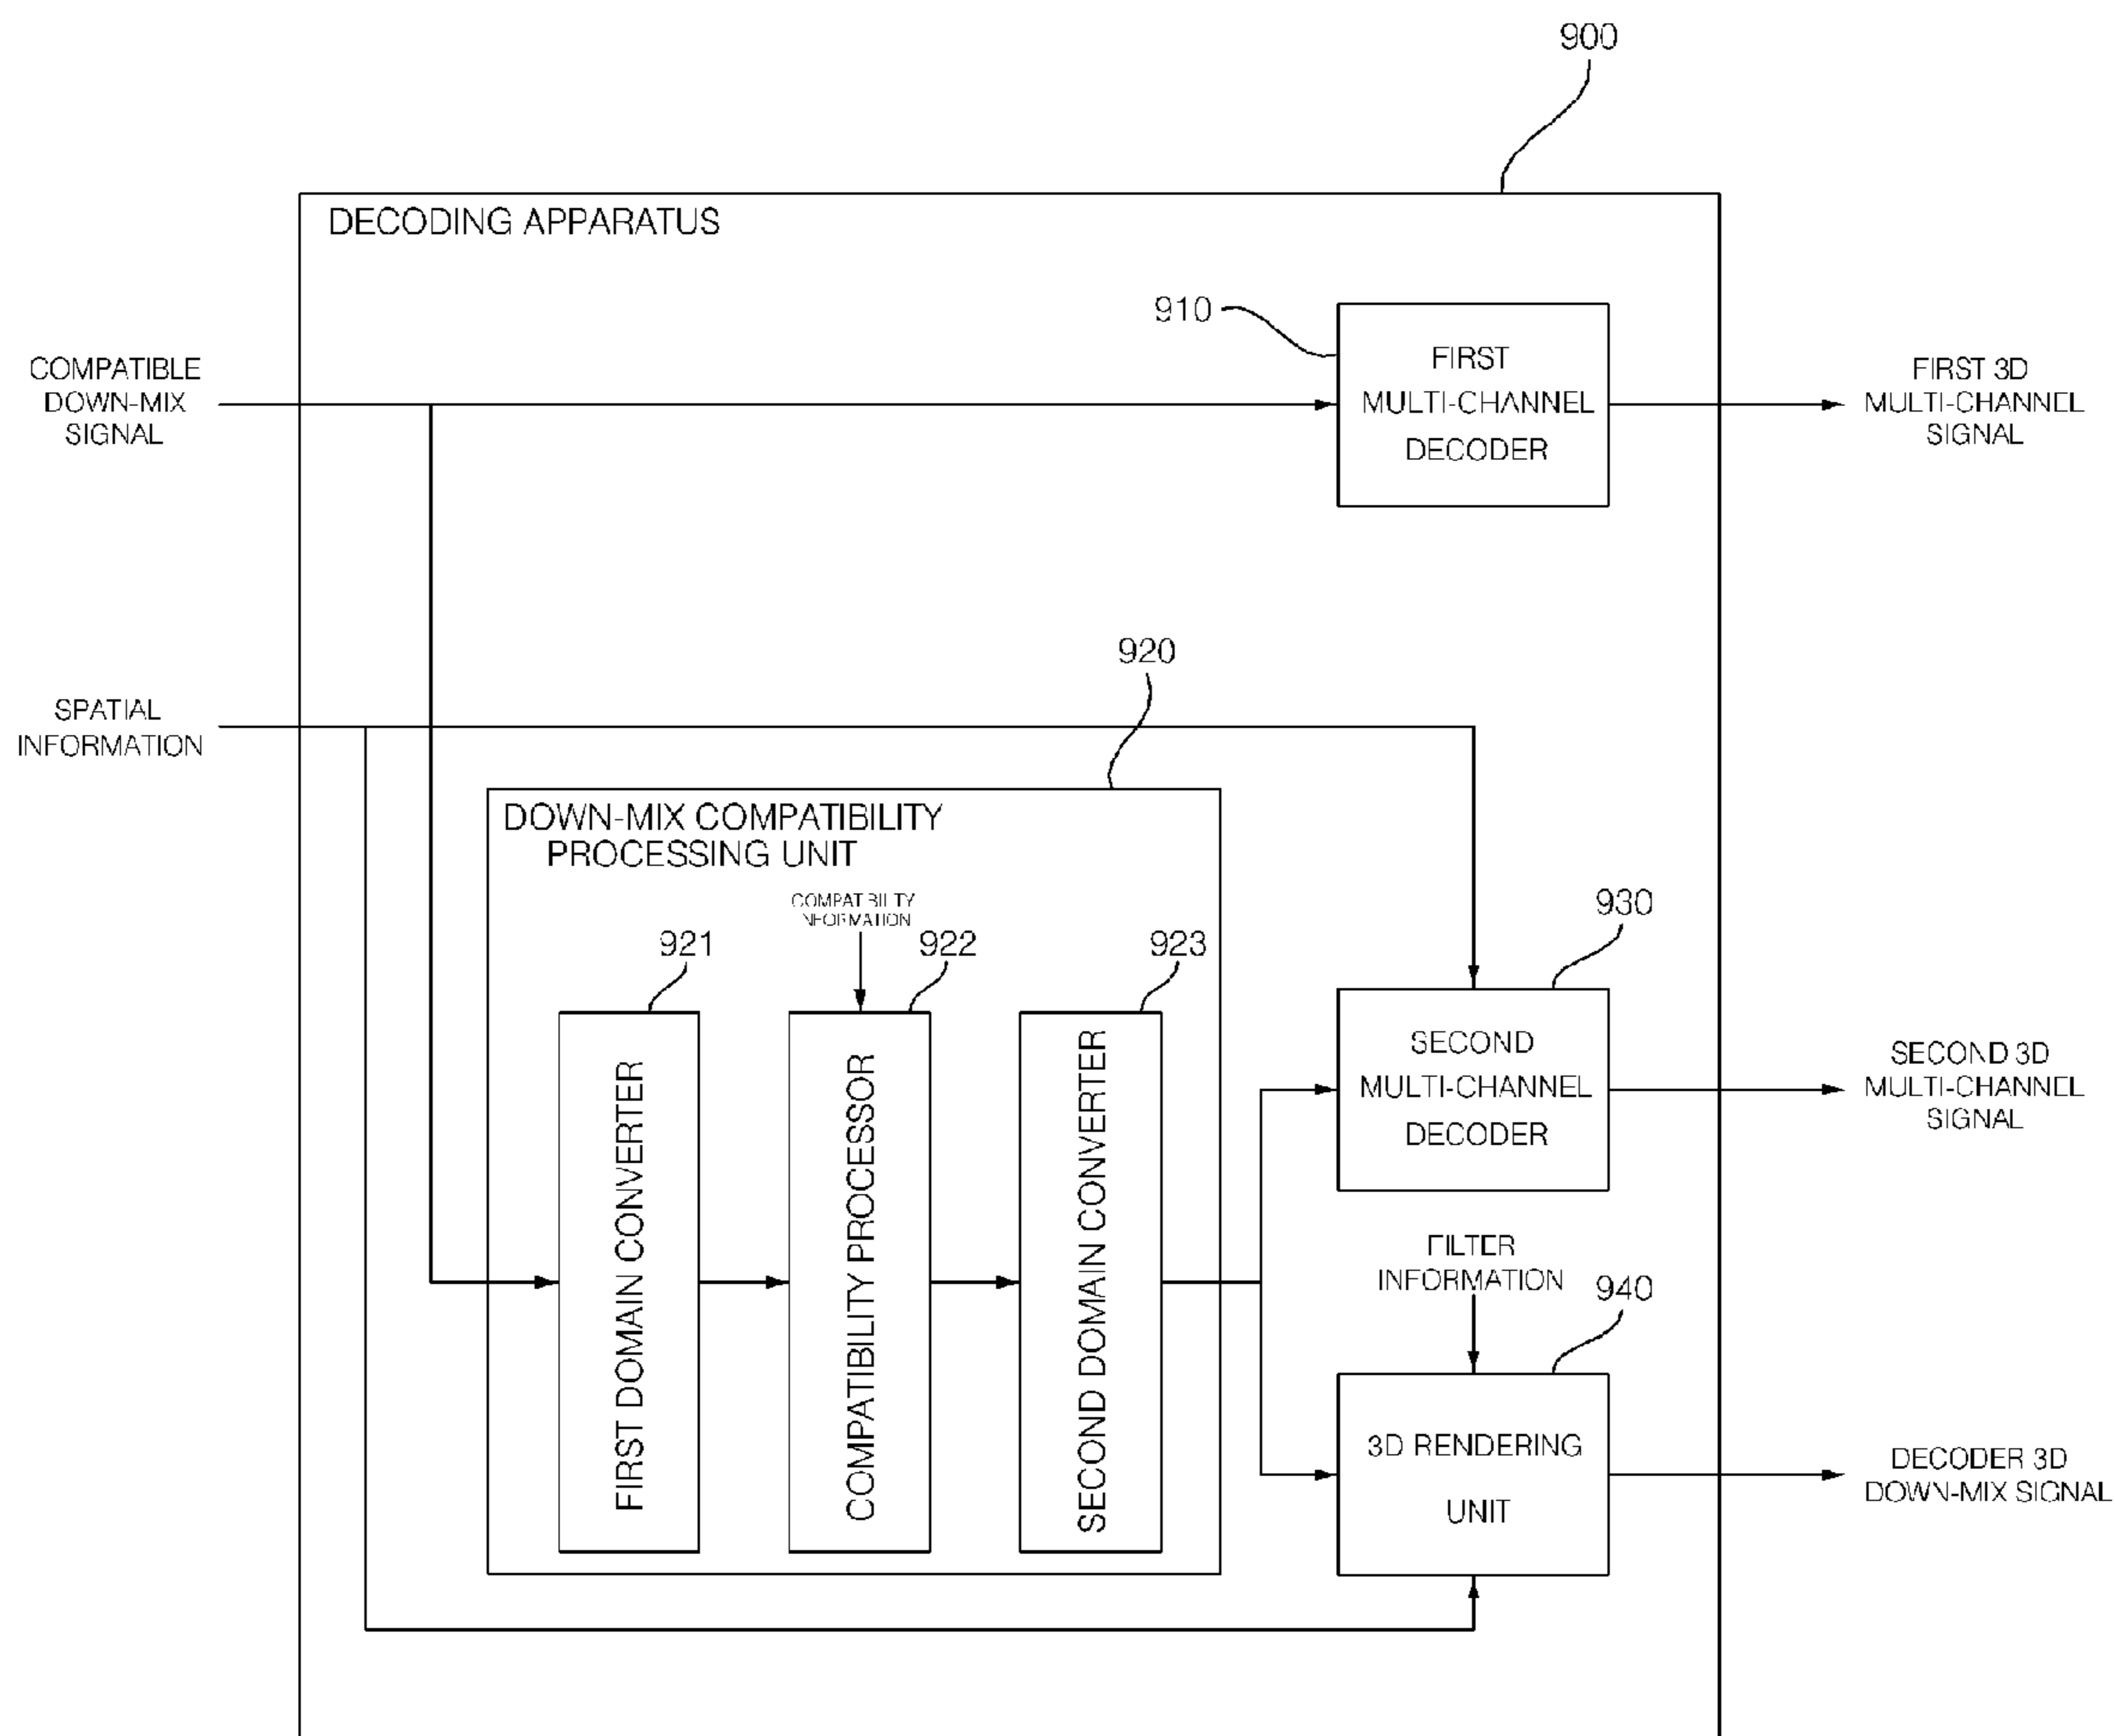 900
DECODING APPARATUS
910
FIRST
MULTI-CHANNEL
DECODER
COMPATIBLE
DOWN-MIX
SIGNAL
FIRST 3D
MULTI-CHANNEL
SIGNAL
920
SPATIAL
INFORMATION
DOWN-MIX COMPATIBILITY
PROCESSING UNIT
COMPATIBILITY
INFORMATION
921
922
923
930
FIRST DOMAIN CONVERTER
COMPATIBILITY PROCESSOR
SECOND DOMAIN CONVERTER
SECOND
MULTI-CHANNEL
DECODER
SECOND 3D
MULTI-CHANNEL
SIGNAL
FILTER
INFORMATION
940
3D RENDERING
UNIT
DECODER 3D
DOWN-MIX SIGNAL